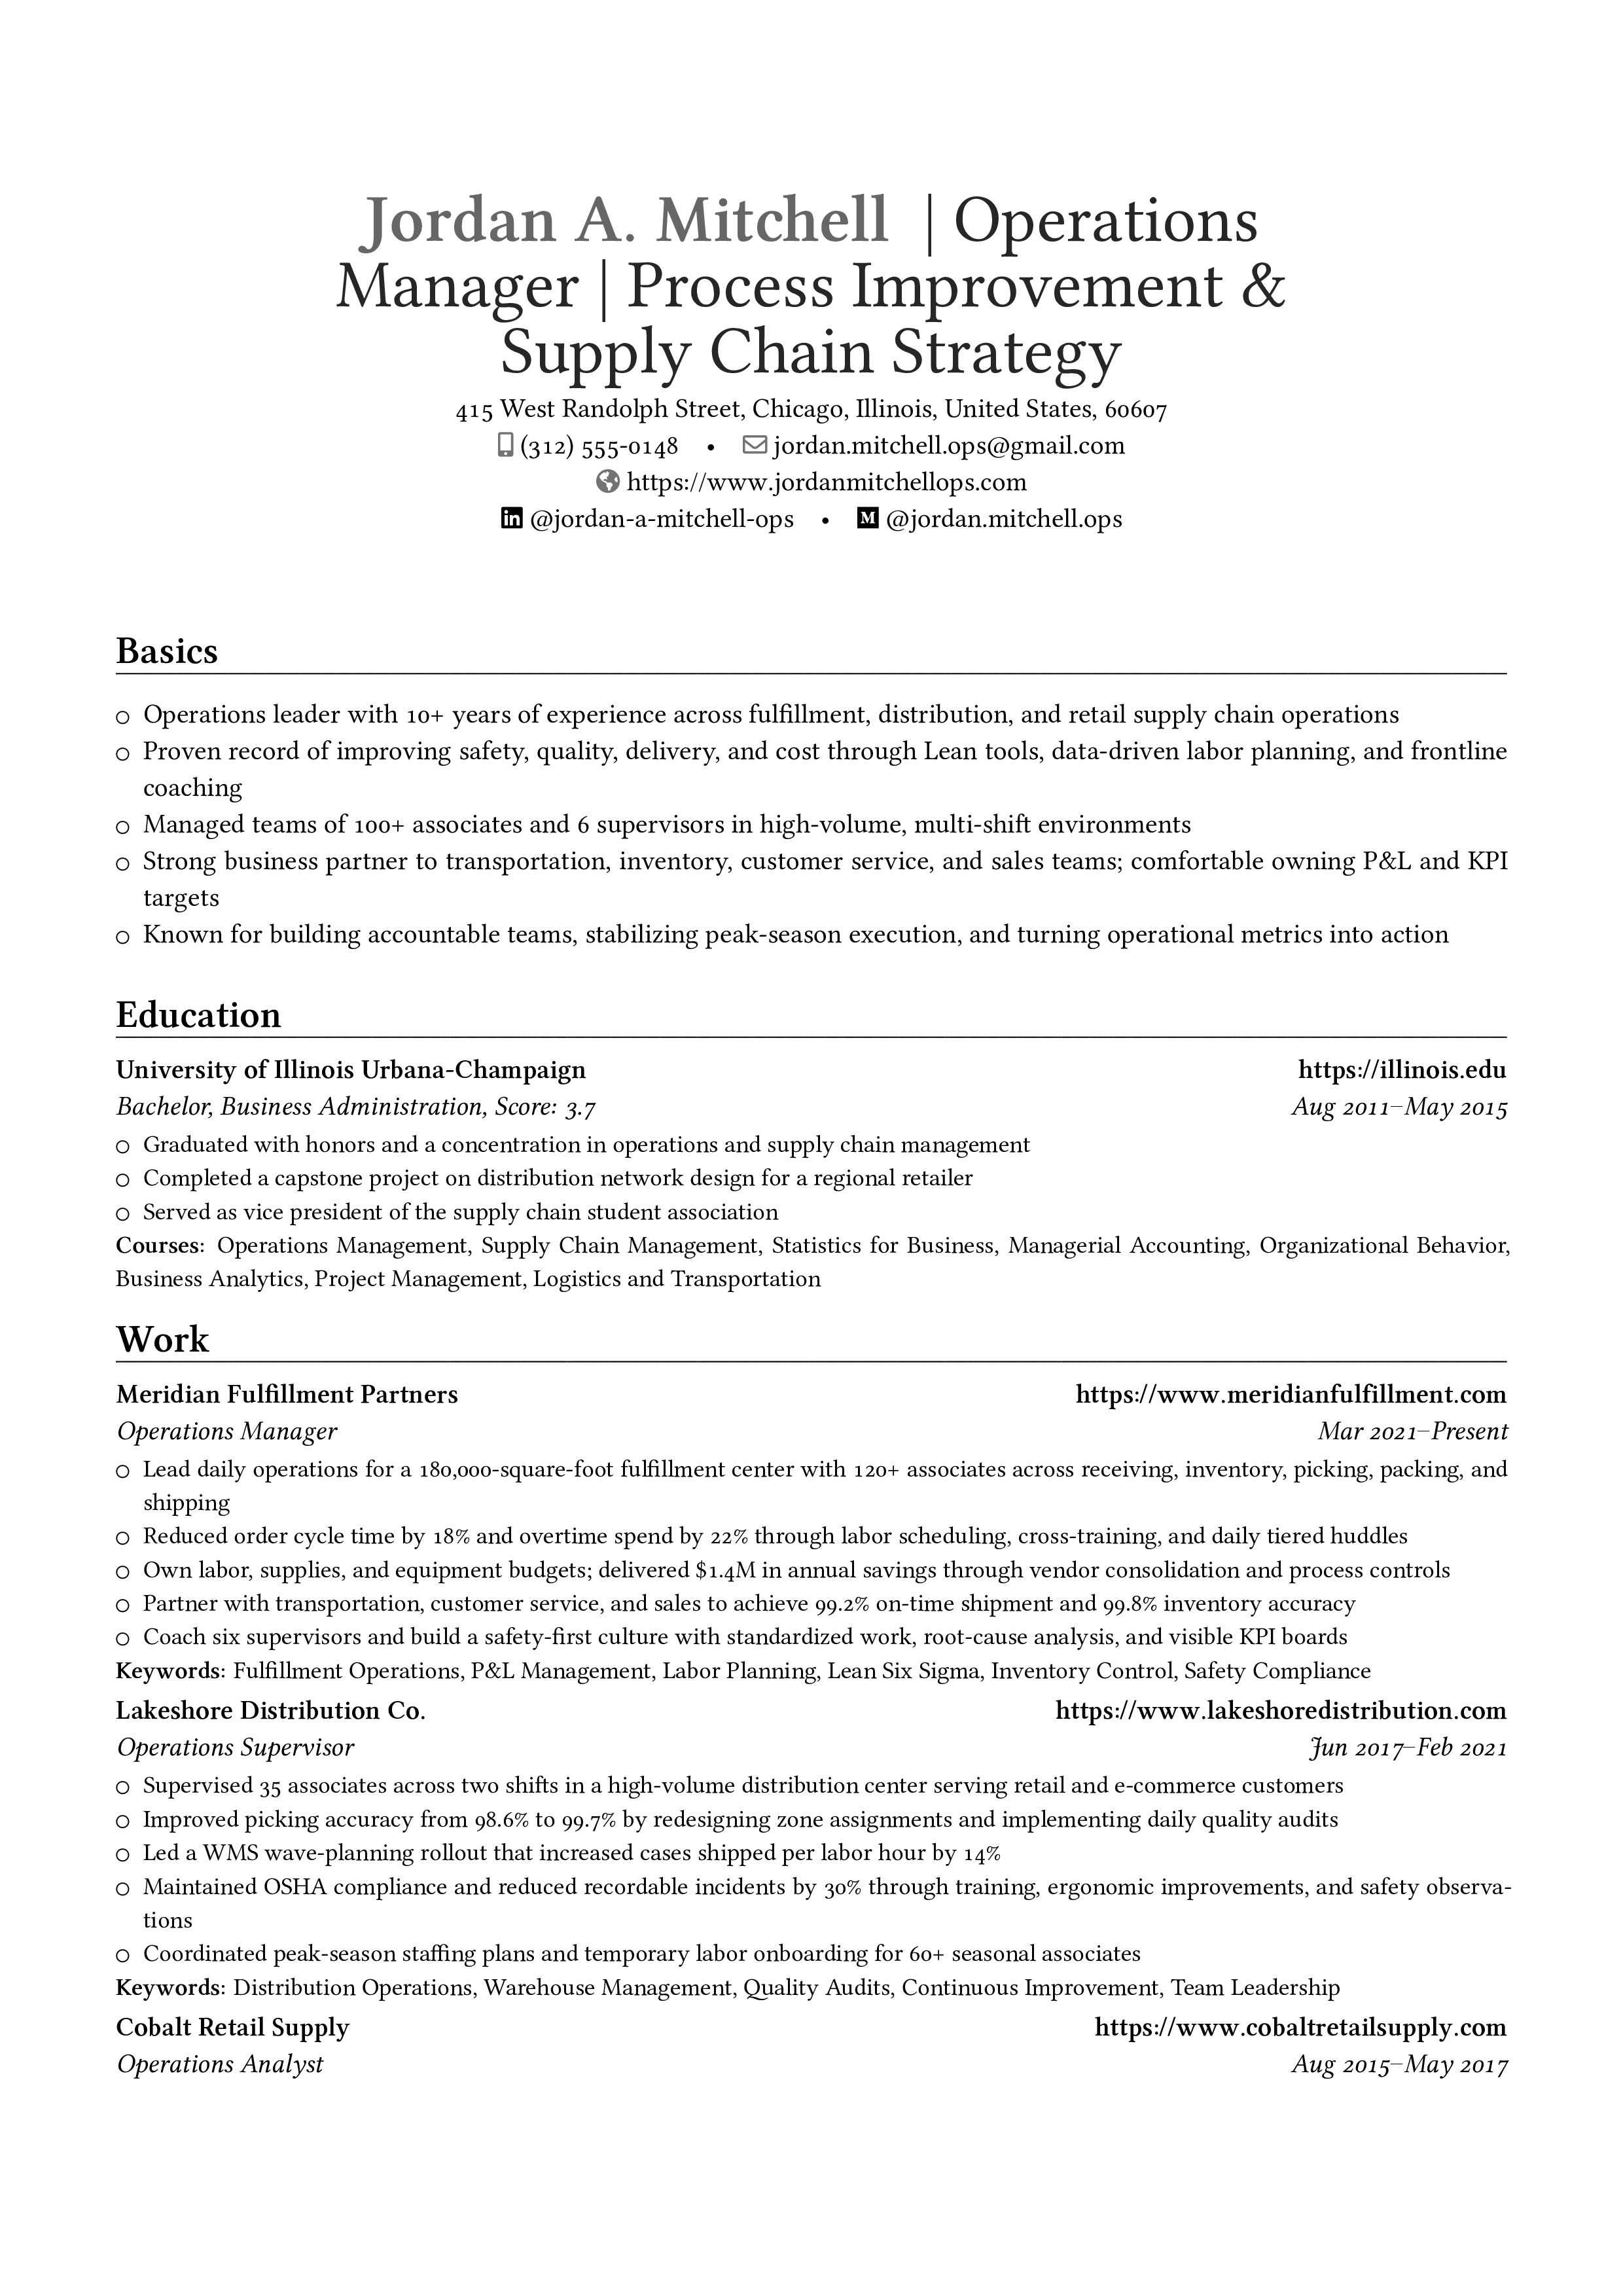 Jordan A. Mitchell | Operations
Manager | Process Improvement &
Supply Chain Strategy
415 West Randolph Street, Chicago, Illinois, United States, 60607
(312) 555-0148 • jordan.mitchell.ops@gmail.com
https://www.jordanmitchellops.com
in @jordan-a-mitchell-ops • M @jordan.mitchell.ops
Basics
Operations leader with 10+ years of experience across fulfillment, distribution, and retail supply chain operations
Proven record of improving safety, quality, delivery, and cost through Lean tools, data-driven labor planning, and frontline
coaching
Managed teams of 100+ associates and 6 supervisors in high-volume, multi-shift environments
Strong business partner to transportation, inventory, customer service, and sales teams; comfortable owning P&L and KPI
targets
Known for building accountable teams, stabilizing peak-season execution, and turning operational metrics into action
Education
University of Illinois Urbana-Champaign https://illinois.edu
Bachelor, Business Administration, Score: 3.7 Aug 2011–May 2015
Graduated with honors and a concentration in operations and supply chain management
Completed a capstone project on distribution network design for a regional retailer
Served as vice president of the supply chain student association
Courses: Operations Management, Supply Chain Management, Statistics for Business, Managerial Accounting, Organizational Behavior,
Business Analytics, Project Management, Logistics and Transportation
Work
Meridian Fulfillment Partners https://www.meridianfulfillment.com
Operations Manager Mar 2021–Present
Lead daily operations for a 180,000-square-foot fulfillment center with 120+ associates across receiving, inventory, picking, packing, and
shipping
Reduced order cycle time by 18% and overtime spend by 22% through labor scheduling, cross-training, and daily tiered huddles
Own labor, supplies, and equipment budgets; delivered $1.4M in annual savings through vendor consolidation and process controls
Partner with transportation, customer service, and sales to achieve 99.2% on-time shipment and 99.8% inventory accuracy
Coach six supervisors and build a safety-first culture with standardized work, root-cause analysis, and visible KPI boards
Keywords: Fulfillment Operations, P&L Management, Labor Planning, Lean Six Sigma, Inventory Control, Safety Compliance
Lakeshore Distribution Co. https://www.lakeshoredistribution.com
Operations Supervisor Jun 2017–Feb 2021
Supervised 35 associates across two shifts in a high-volume distribution center serving retail and e-commerce customers
Improved picking accuracy from 98.6% to 99.7% by redesigning zone assignments and implementing daily quality audits
Led a WMS wave-planning rollout that increased cases shipped per labor hour by 14%
Maintained OSHA compliance and reduced recordable incidents by 30% through training, ergonomic improvements, and safety observa-
tions
Coordinated peak-season staffing plans and temporary labor onboarding for 60+ seasonal associates
Keywords: Distribution Operations, Warehouse Management, Quality Audits, Continuous Improvement, Team Leadership
Cobalt Retail Supply https://www.cobaltretailsupply.com
Operations Analyst Aug 2015–May 2017